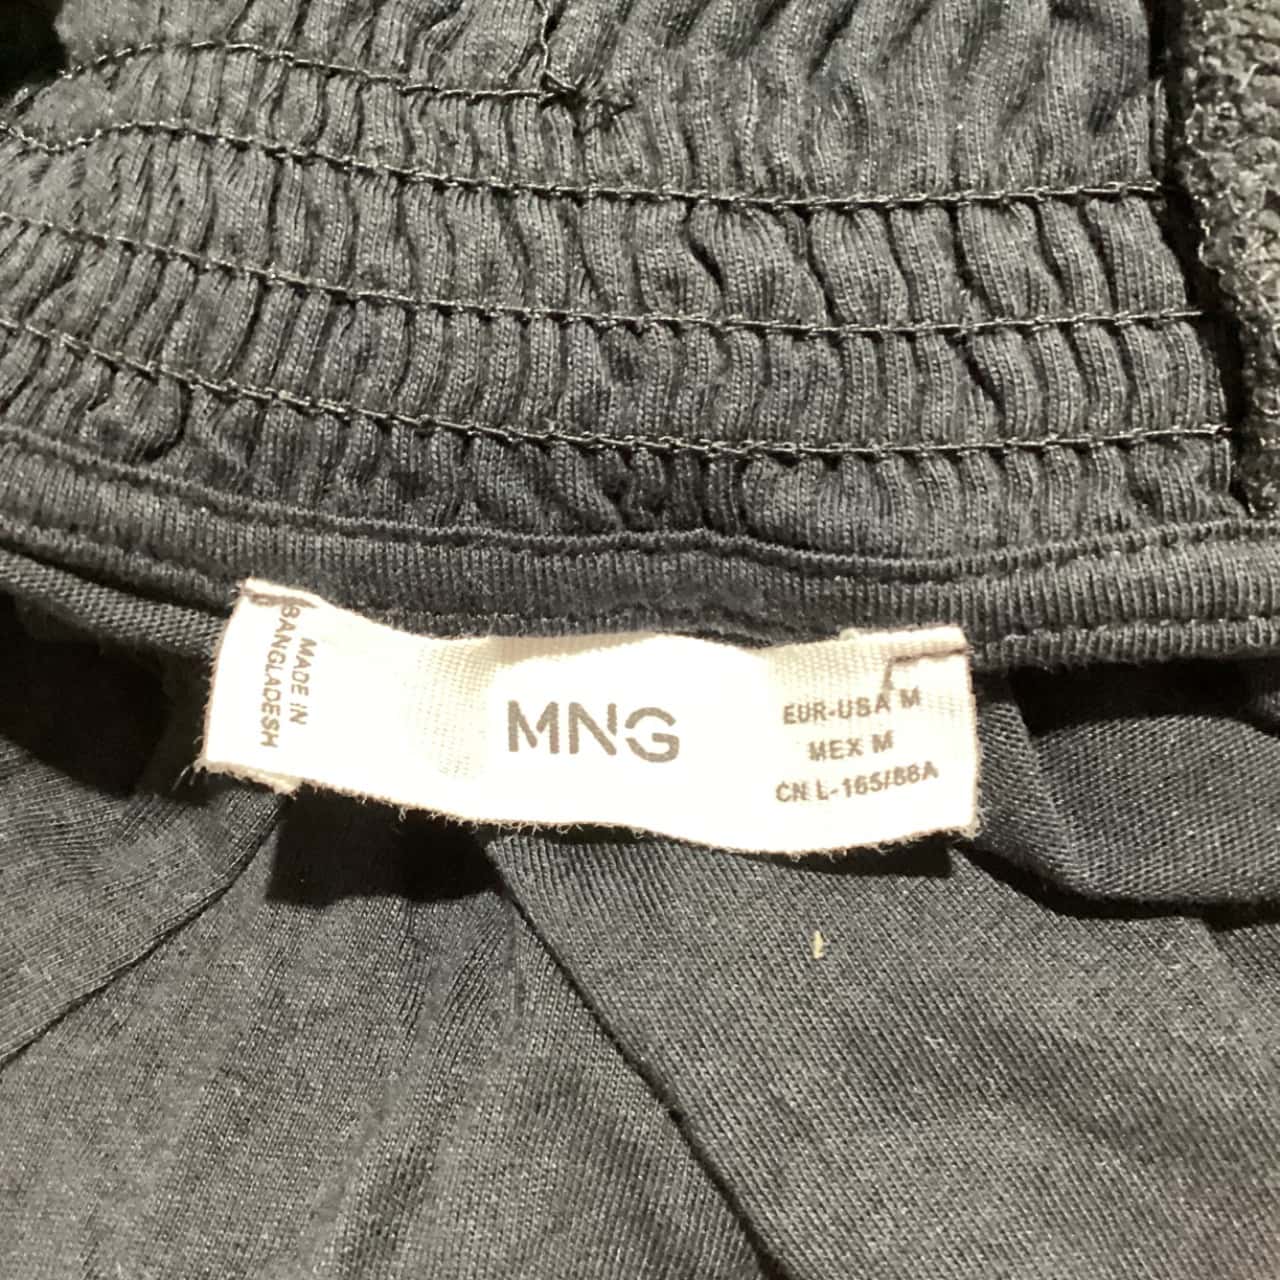 MADE IN
BANGLADESH
MNG
EUR-USA M
MEX M
CN L-165/88A